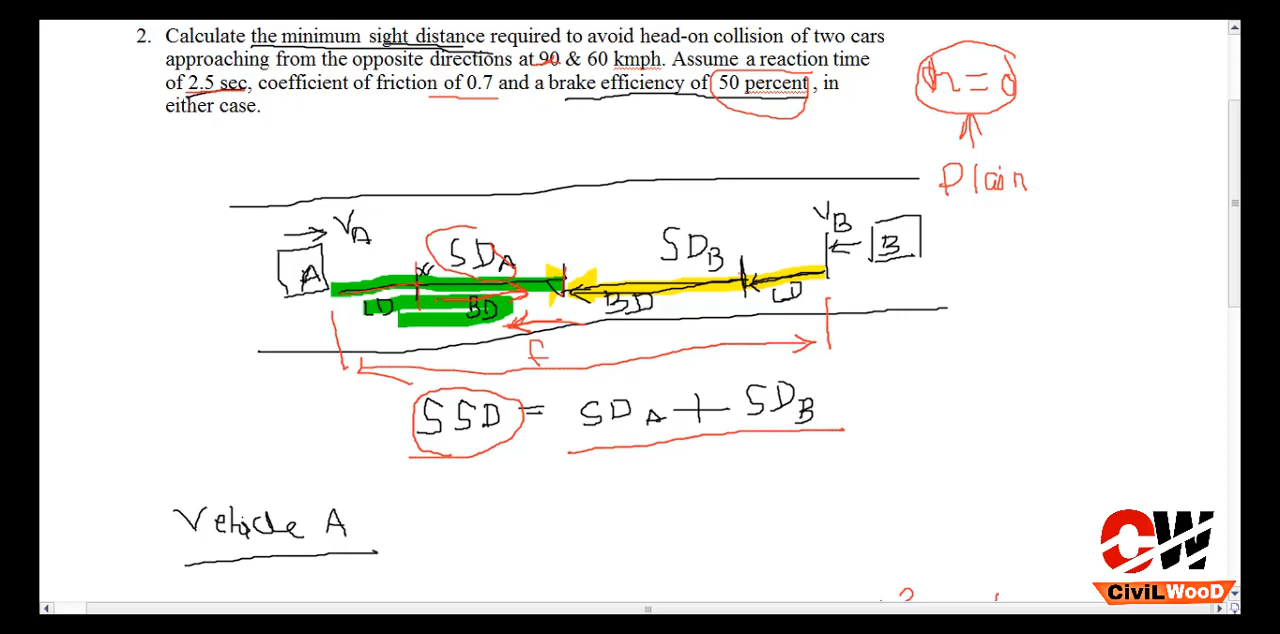 2. Calculate the minimum sight distance required to avoid head-on collision of two cars
approaching from the opposite directions at 90 & 60 kmph. Assume a reaction time
of 2.5 sec, coefficient of friction of 0.7 and a brake efficiency of 50 percent, in
either case.
n = 0
Plain
VA
VB
A
SDA
SDB
B
LD
BD
BD
LD
f
SSD = SDA + SDB
Vehicle A
CW
CiviLWooD